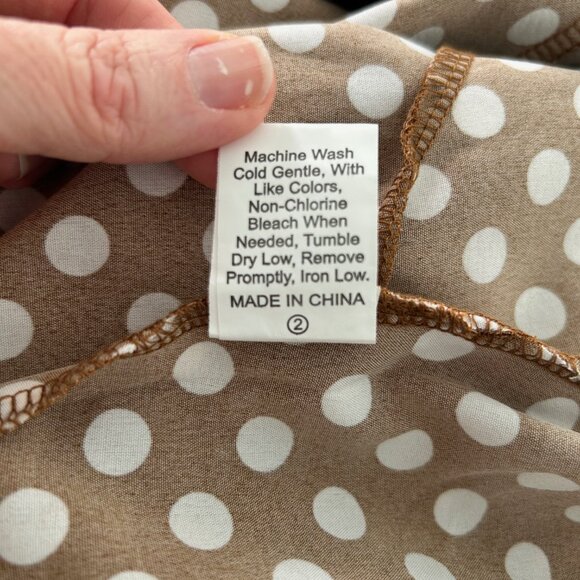 Machine Wash
Cold Gentle, With
Like Colors,
Non-Chlorine
Bleach When
Needed, Tumble
Dry Low, Remove
Promptly, Iron Low.
MADE IN CHINA
②